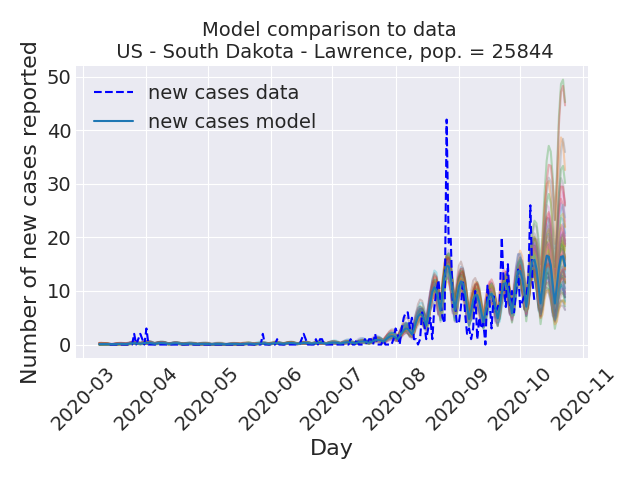 Model comparison to data
US - South Dakota - Lawrence, pop. = 25844
new cases data
new cases model
Number of new cases reported
50
40
30
20
10
0
2020-03
2020-04
2020-05
2020-06
2020-07
2020-08
2020-09
2020-10
2020-11
Day